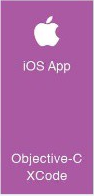 iOS App
Objective-C
XCode